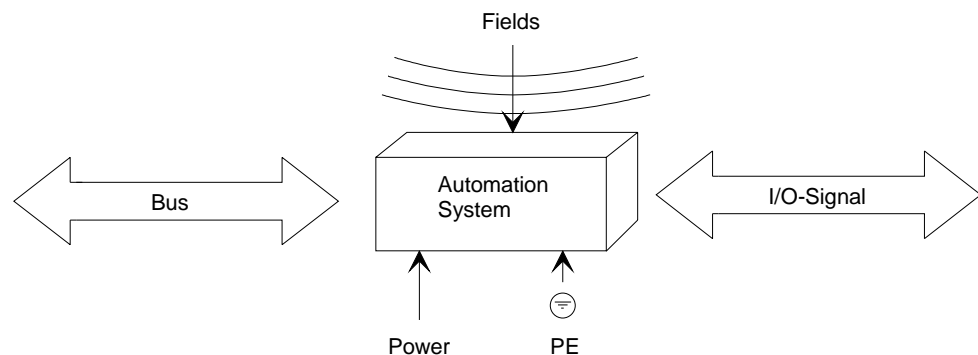 Fields
Automation
System
Bus
I/O-Signal
Power
PE